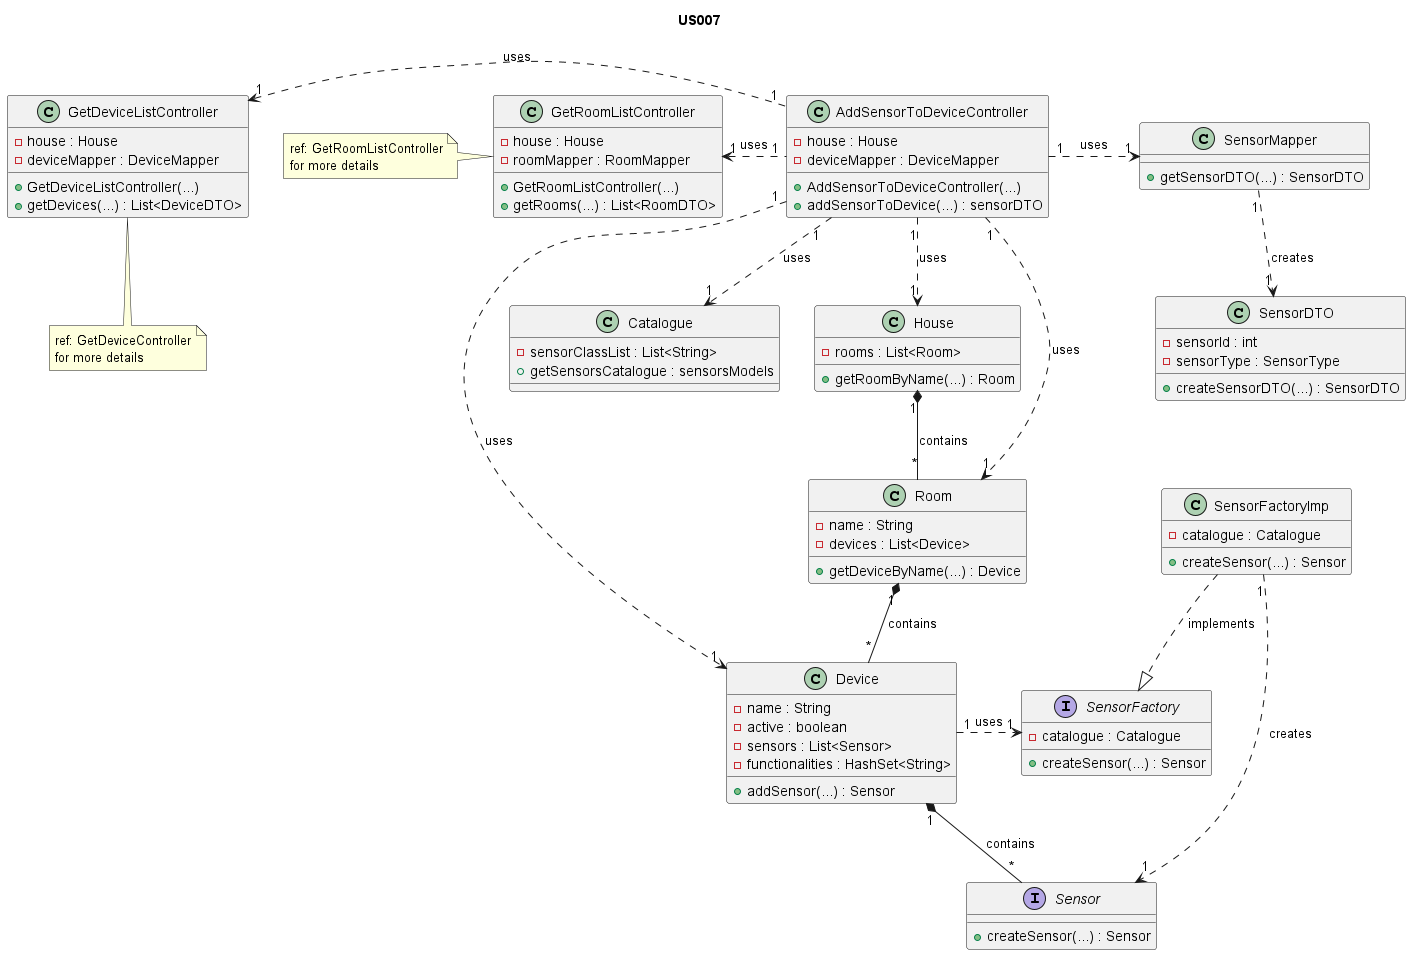 US007
uses
1
1
C GetDeviceListController
house : House
deviceMapper : DeviceMapper
GetDeviceListController(...)
getDevices(...) : List<DeviceDTO>
ref: GetRoomListController
for more details
C GetRoomListController
house : House
roomMapper : RoomMapper
GetRoomListController(...)
getRooms(...) : List<RoomDTO>
1 uses 1
C AddSensorToDeviceController
house : House
deviceMapper : DeviceMapper
AddSensorToDeviceController(...)
addSensorToDevice(...) : sensorDTO
1 uses 1
C SensorMapper
getSensorDTO(...) : SensorDTO
1
1
1
1
1
uses
uses
creates
1
1
1
ref: GetDeviceController
for more details
C Catalogue
sensorClassList : List<String>
getSensorsCatalogue : sensorsModels
C House
rooms : List<Room>
getRoomByName(...) : Room
uses
C SensorDTO
sensorId : int
sensorType : SensorType
createSensorDTO(...) : SensorDTO
uses
1
contains
*
1
C Room
name : String
devices : List<Device>
getDeviceByName(...) : Device
C SensorFactoryImp
catalogue : Catalogue
createSensor(...) : Sensor
1
contains
*
1
implements
1
C Device
name : String
active : boolean
sensors : List<Sensor>
functionalities : HashSet<String>
addSensor(...) : Sensor
1 uses 1
I SensorFactory
catalogue : Catalogue
createSensor(...) : Sensor
creates
1
contains
*
1
I Sensor
createSensor(...) : Sensor